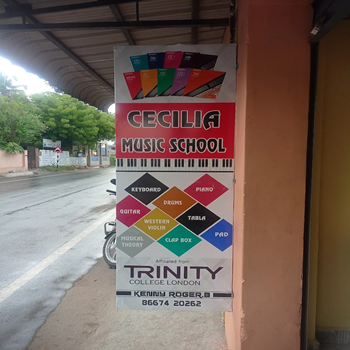 CECILIA
MUSIC SCHOOL
KEYBOARD
PIANO
DRUMS
GUITAR
TABLA
WESTERN
VIOLIN
MUSICAL
THEORY
CLAP BOX
PAD
Affiliated from
TRINITY
COLLEGE LONDON
KENNY ROGER.B
86674 20262